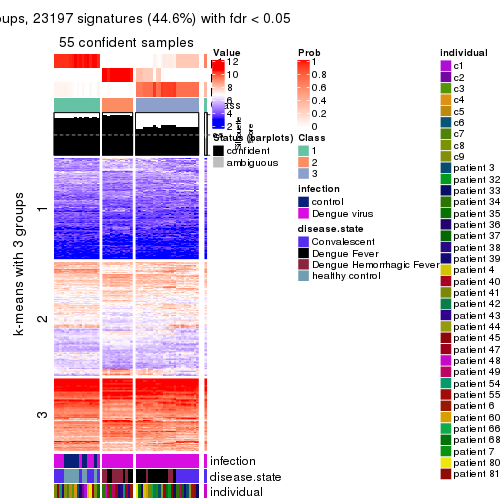 oups, 23197 signatures (44.6%) with fdr < 0.05
55 confident samples
k-means with 3 groups
1
2
3
infection
disease.state
individual
Value
12
10
8
6
4
2
Status (barplots)
confident
ambiguous
Silhouette
score
Prob
1
0.8
0.6
0.4
0.2
0
Class
1
2
3
infection
control
Dengue virus
disease.state
Convalescent
Dengue Fever
Dengue Hemorrhagic Fever
healthy control
individual
c1
c2
c3
c4
c5
c6
c7
c8
c9
patient 3
patient 32
patient 33
patient 34
patient 35
patient 36
patient 37
patient 38
patient 39
patient 4
patient 40
patient 41
patient 42
patient 43
patient 44
patient 45
patient 47
patient 48
patient 49
patient 54
patient 55
patient 6
patient 60
patient 66
patient 68
patient 7
patient 80
patient 81